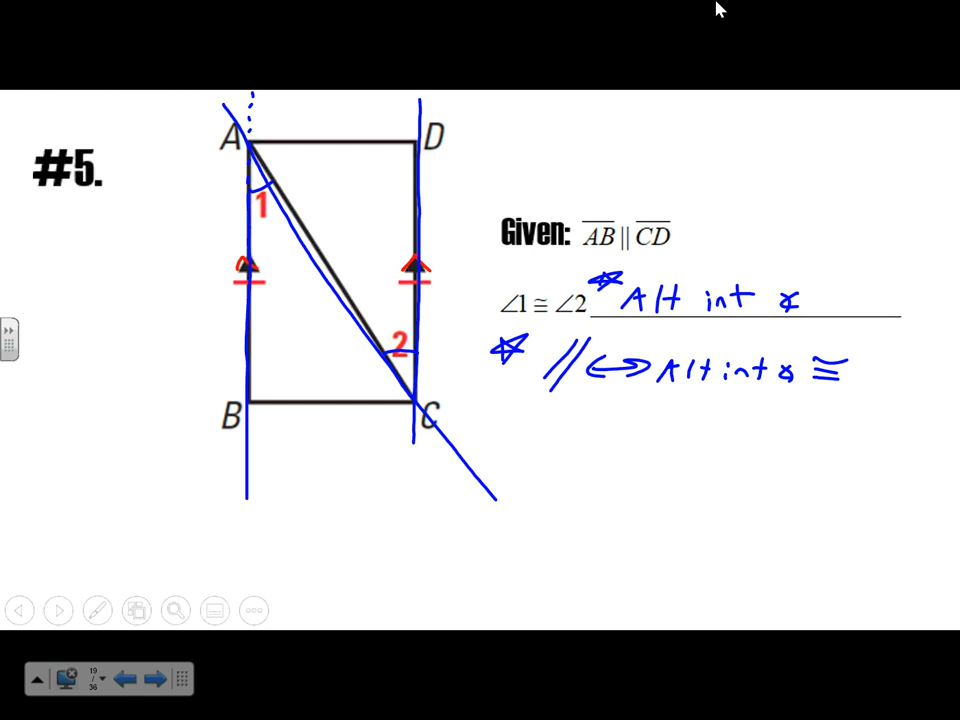 #5.
A
D
1
Given: AB || CD
∠1 ≅ ∠2 * Alt int ∡
2
* // ↔ Alt int ∡ ≅
B
C
19
/
36